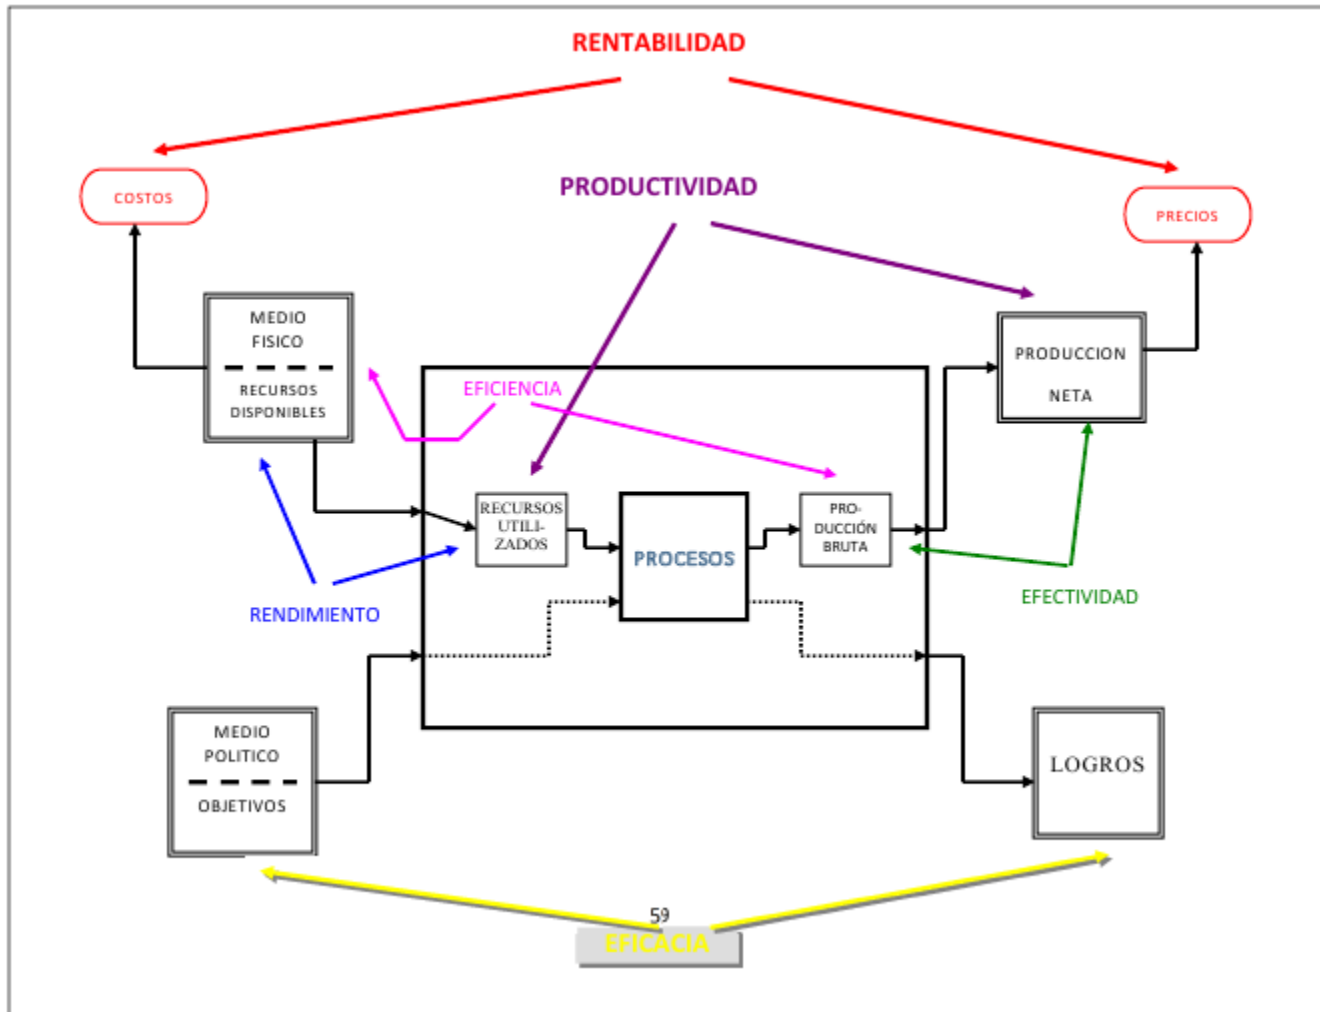 RENTABILIDAD
COSTOS
PRODUCTIVIDAD
PRECIOS
MEDIO
FISICO
RECURSOS
DISPONIBLES
PRODUCCION
NETA
EFICIENCIA
RECURSOS
UTILI-
ZADOS
PROCESOS
PRO-
DUCCIÓN
BRUTA
RENDIMIENTO
EFECTIVIDAD
MEDIO
POLITICO
OBJETIVOS
LOGROS
59
EFICACIA